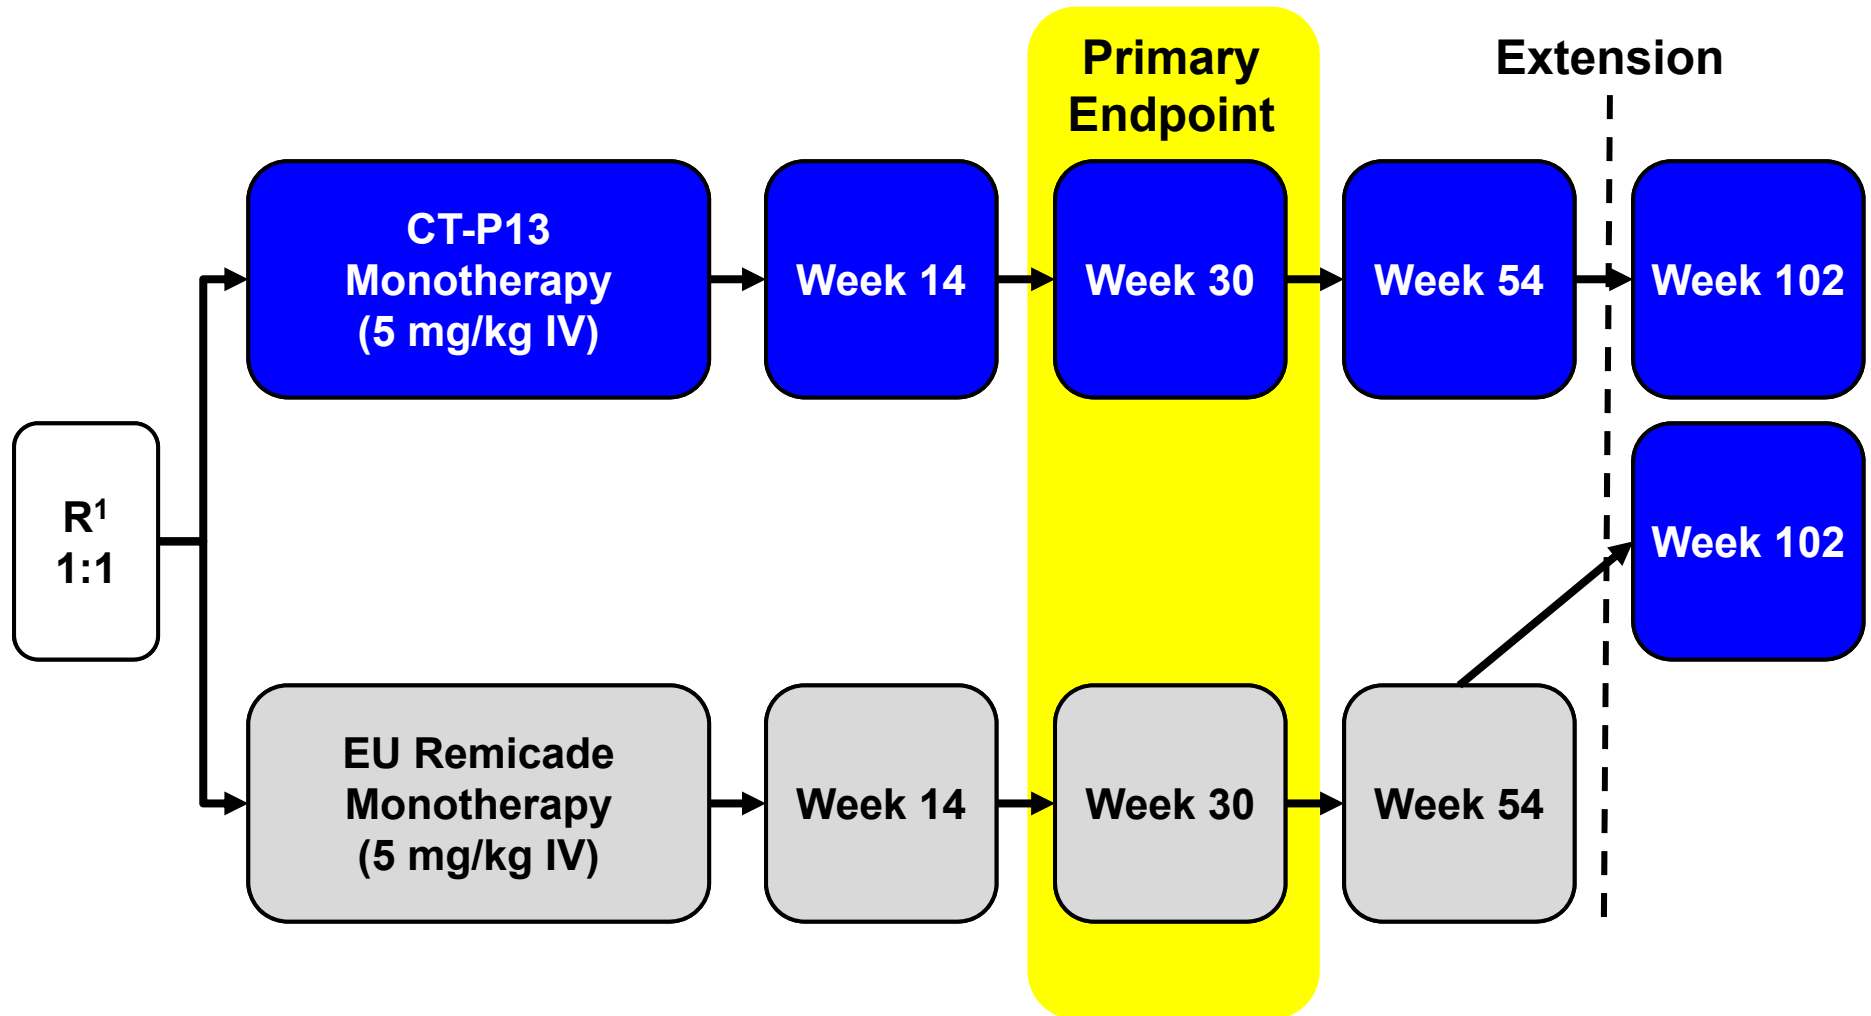 Primary
Endpoint
Extension
CT-P13
Monotherapy
(5 mg/kg IV)
Week 14
Week 30
Week 54
Week 102
R¹
1:1
Week 102
EU Remicade
Monotherapy
(5 mg/kg IV)
Week 14
Week 30
Week 54